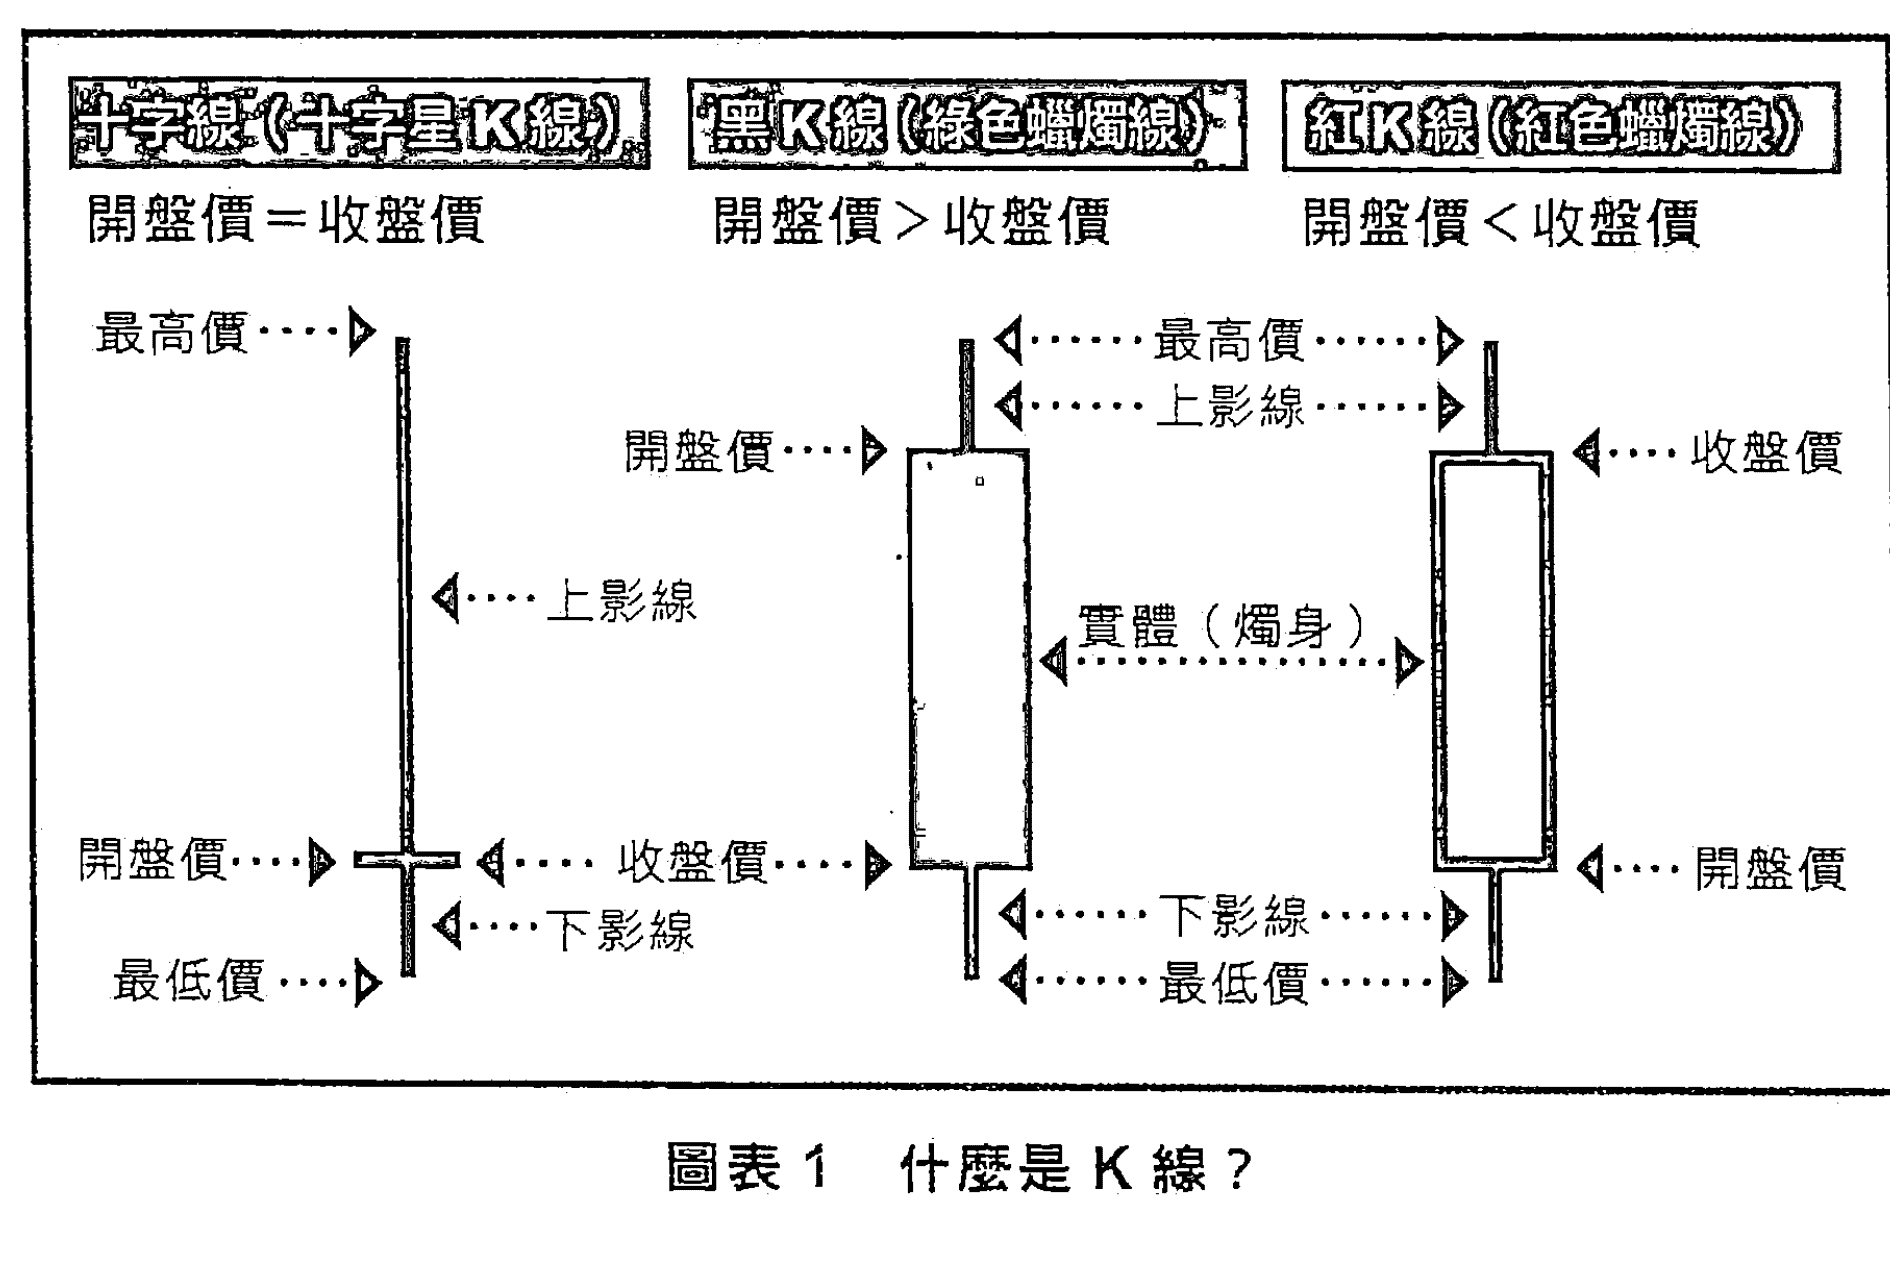 十字線(十字星K線)
黑K線(綠色蠟燭線)
紅K線(紅色蠟燭線)
開盤價=收盤價
開盤價>收盤價
開盤價<收盤價
最高價
最高價
上影線
開盤價
收盤價
上影線
實體(燭身)
開盤價
收盤價
開盤價
下影線
下影線
最低價
最低價
圖表1 什麼是K線?